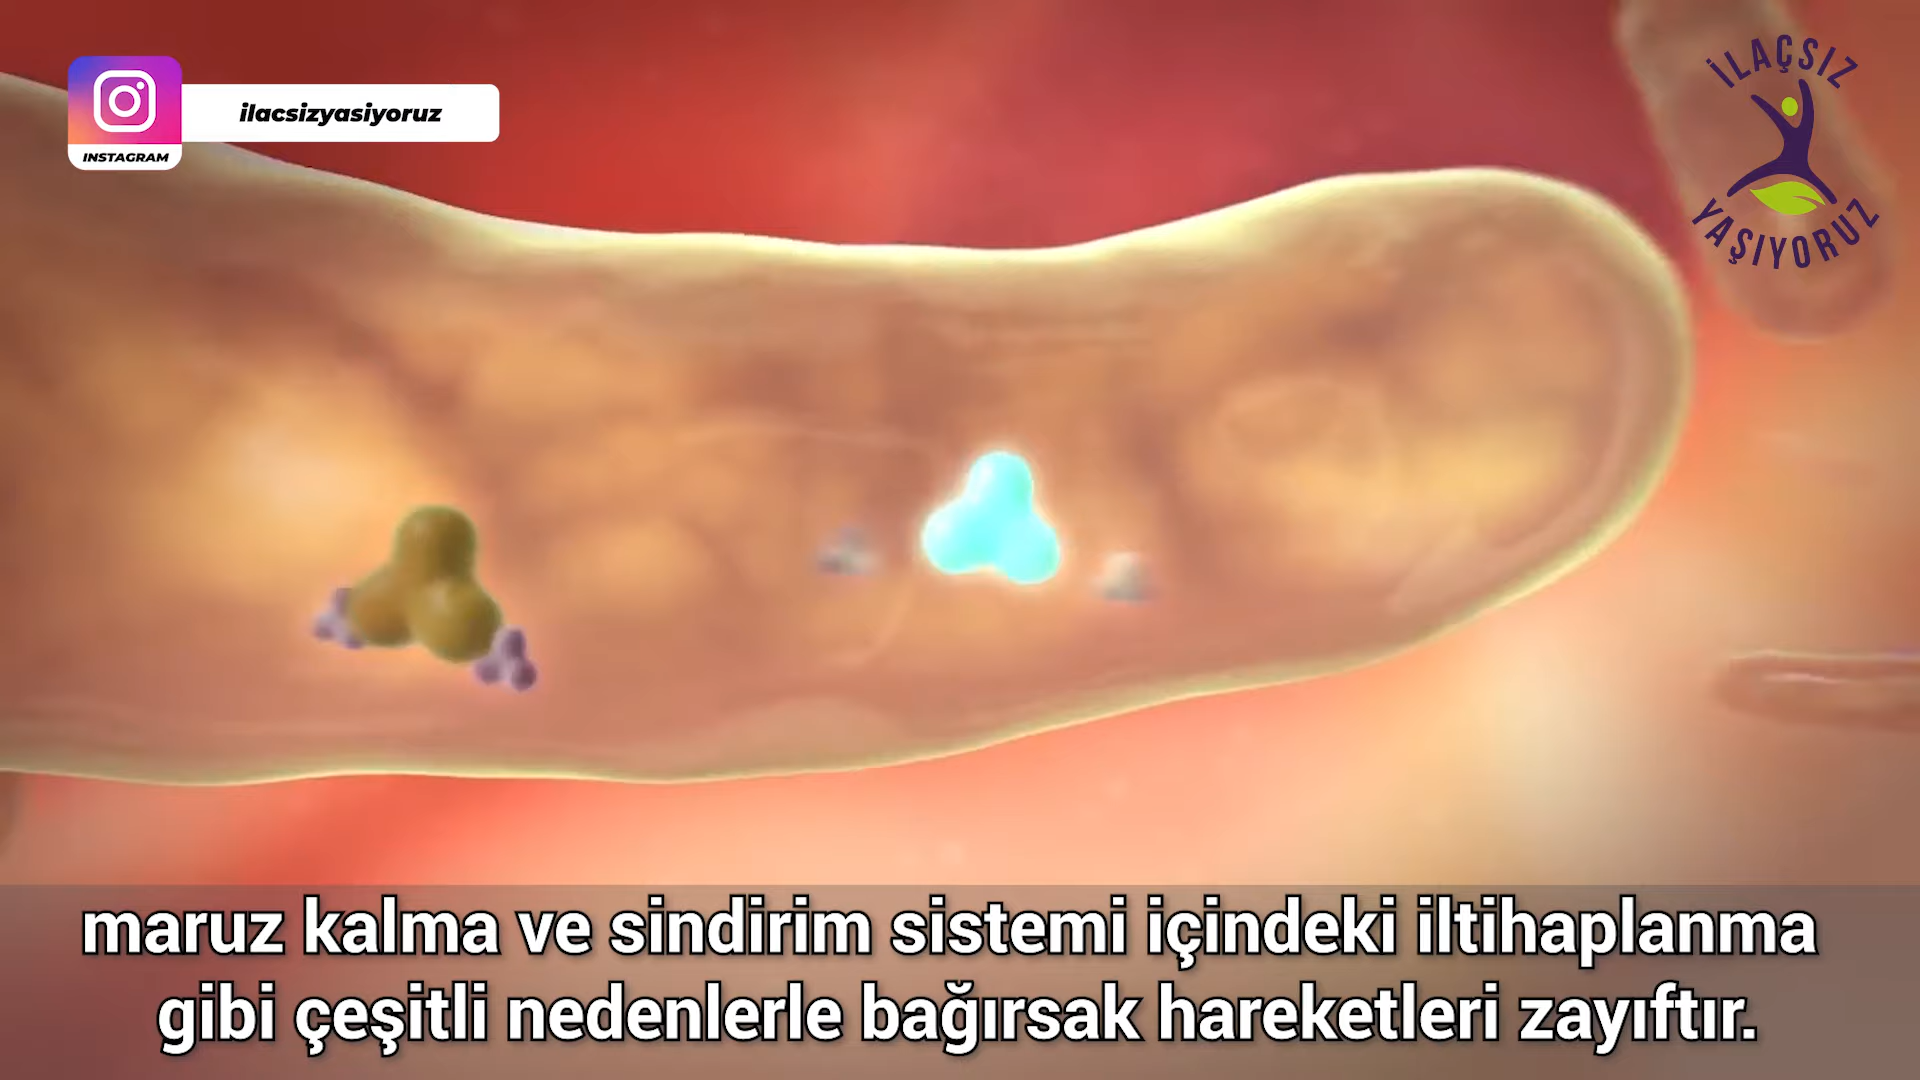 ilacsizyasiyoruz
INSTAGRAM
İLAÇSIZ
YAŞIYORUZ
maruz kalma ve sindirim sistemi içindeki iltihaplanma
gibi çeşitli nedenlerle bağırsak hareketleri zayıftır.